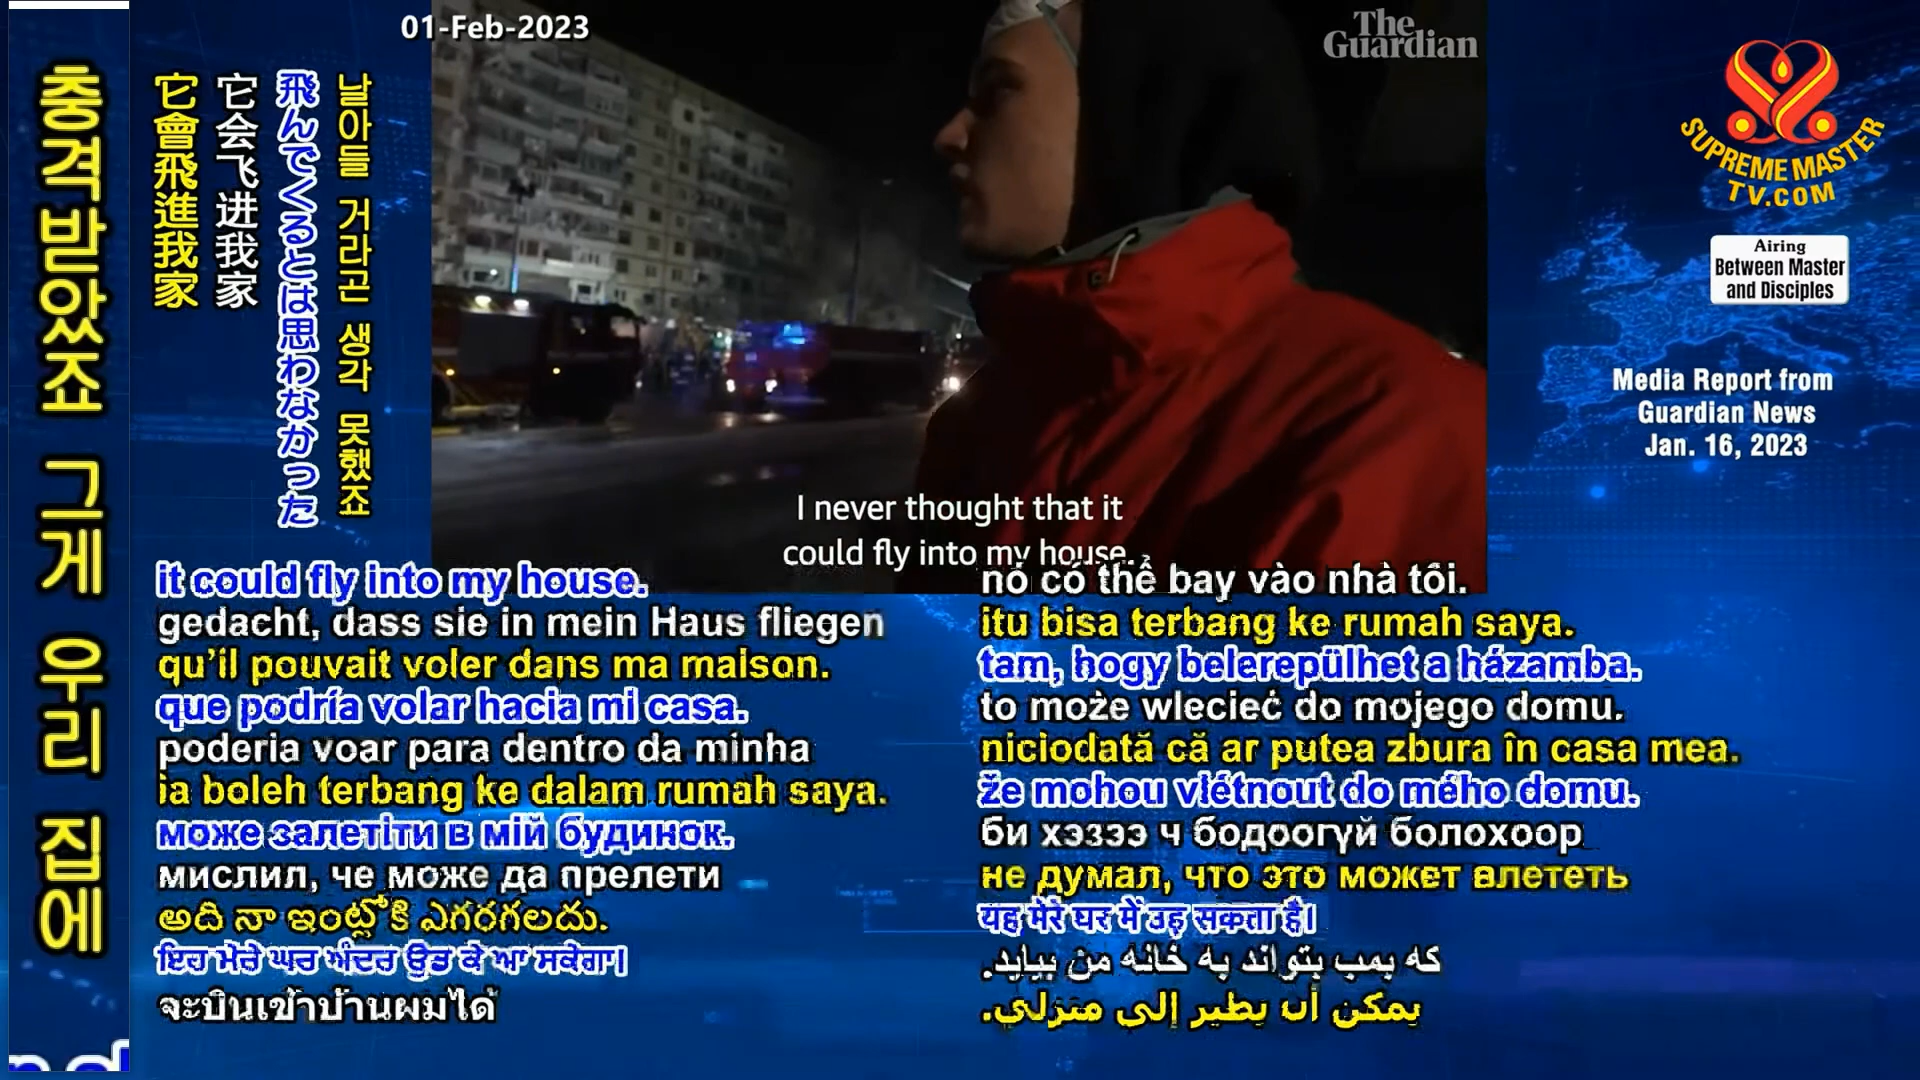 01-Feb-2023
The
Guardian
충격받았죠 그게 우리 집에
它會飛進我家
它会飞进我家
飛んでくるとは思わなかった
날아들 거라곤 생각 못했죠
SUPREME MASTER
TV.COM
Airing
Between Master
and Disciples
Media Report from
Guardian News
Jan. 16, 2023
I never thought that it
could fly into my house.
it could fly into my house.
gedacht, dass sie in mein Haus fliegen
qu’il pouvait voler dans ma maison.
que podría volar hacia mi casa.
poderia voar para dentro da minha
ia boleh terbang ke dalam rumah saya.
може залетіти в мій будинок.
мислил, че може да прелети
అది నా ఇంట్లోకి ఎగరగలదు.
ਇਹ ਮੇਰੇ ਘਰ ਅੰਦਰ ਉਡ ਕੇ ਆ ਸਕੇਗਾ।
จะบินเข้าบ้านผมได้
nó có thể bay vào nhà tôi.
itu bisa terbang ke rumah saya.
tam, hogy belerepülhet a házamba.
to może wlecieć do mojego domu.
niciodată că ar putea zbura în casa mea.
že mohou vlétnout do mého domu.
би хэзээ ч бодоогүй болохоор
не думал, что это может влететь
यह मेरे घर में उड़ सकता है।
که بمب بتواند به خانه من بیاید.
يمكن أن يطير إلى منزلي.